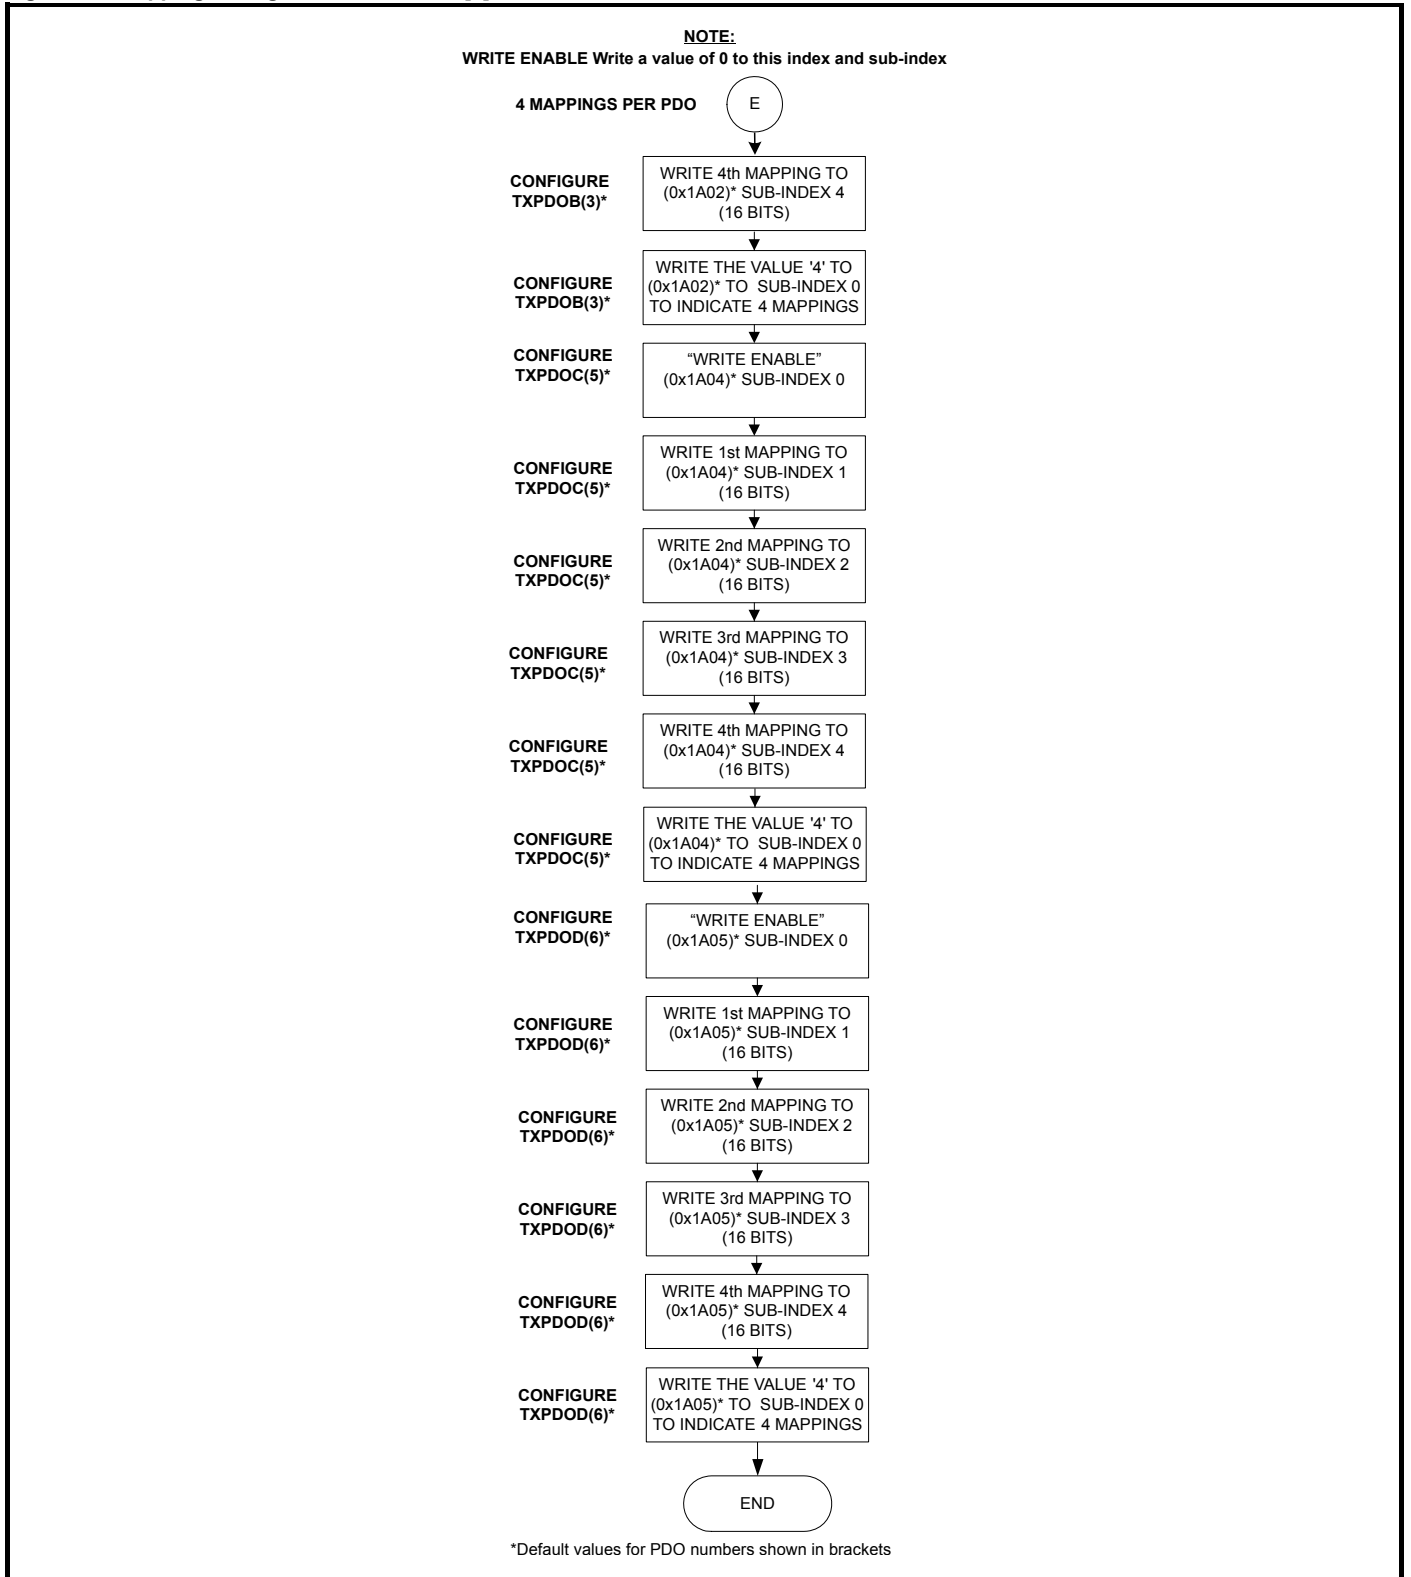 NOTE:
WRITE ENABLE Write a value of 0 to this index and sub-index
4 MAPPINGS PER PDO
E
CONFIGURE
TXPDOB(3)*
WRITE 4th MAPPING TO
(0x1A02)* SUB-INDEX 4
(16 BITS)
CONFIGURE
TXPDOB(3)*
WRITE THE VALUE '4' TO
(0x1A02)* TO SUB-INDEX 0
TO INDICATE 4 MAPPINGS
CONFIGURE
TXPDOC(5)*
“WRITE ENABLE”
(0x1A04)* SUB-INDEX 0
CONFIGURE
TXPDOC(5)*
WRITE 1st MAPPING TO
(0x1A04)* SUB-INDEX 1
(16 BITS)
CONFIGURE
TXPDOC(5)*
WRITE 2nd MAPPING TO
(0x1A04)* SUB-INDEX 2
(16 BITS)
CONFIGURE
TXPDOC(5)*
WRITE 3rd MAPPING TO
(0x1A04)* SUB-INDEX 3
(16 BITS)
CONFIGURE
TXPDOC(5)*
WRITE 4th MAPPING TO
(0x1A04)* SUB-INDEX 4
(16 BITS)
CONFIGURE
TXPDOC(5)*
WRITE THE VALUE '4' TO
(0x1A04)* TO SUB-INDEX 0
TO INDICATE 4 MAPPINGS
CONFIGURE
TXPDOD(6)*
“WRITE ENABLE”
(0x1A05)* SUB-INDEX 0
CONFIGURE
TXPDOD(6)*
WRITE 1st MAPPING TO
(0x1A05)* SUB-INDEX 1
(16 BITS)
CONFIGURE
TXPDOD(6)*
WRITE 2nd MAPPING TO
(0x1A05)* SUB-INDEX 2
(16 BITS)
CONFIGURE
TXPDOD(6)*
WRITE 3rd MAPPING TO
(0x1A05)* SUB-INDEX 3
(16 BITS)
CONFIGURE
TXPDOD(6)*
WRITE 4th MAPPING TO
(0x1A05)* SUB-INDEX 4
(16 BITS)
CONFIGURE
TXPDOD(6)*
WRITE THE VALUE '4' TO
(0x1A05)* TO SUB-INDEX 0
TO INDICATE 4 MAPPINGS
END
*Default values for PDO numbers shown in brackets